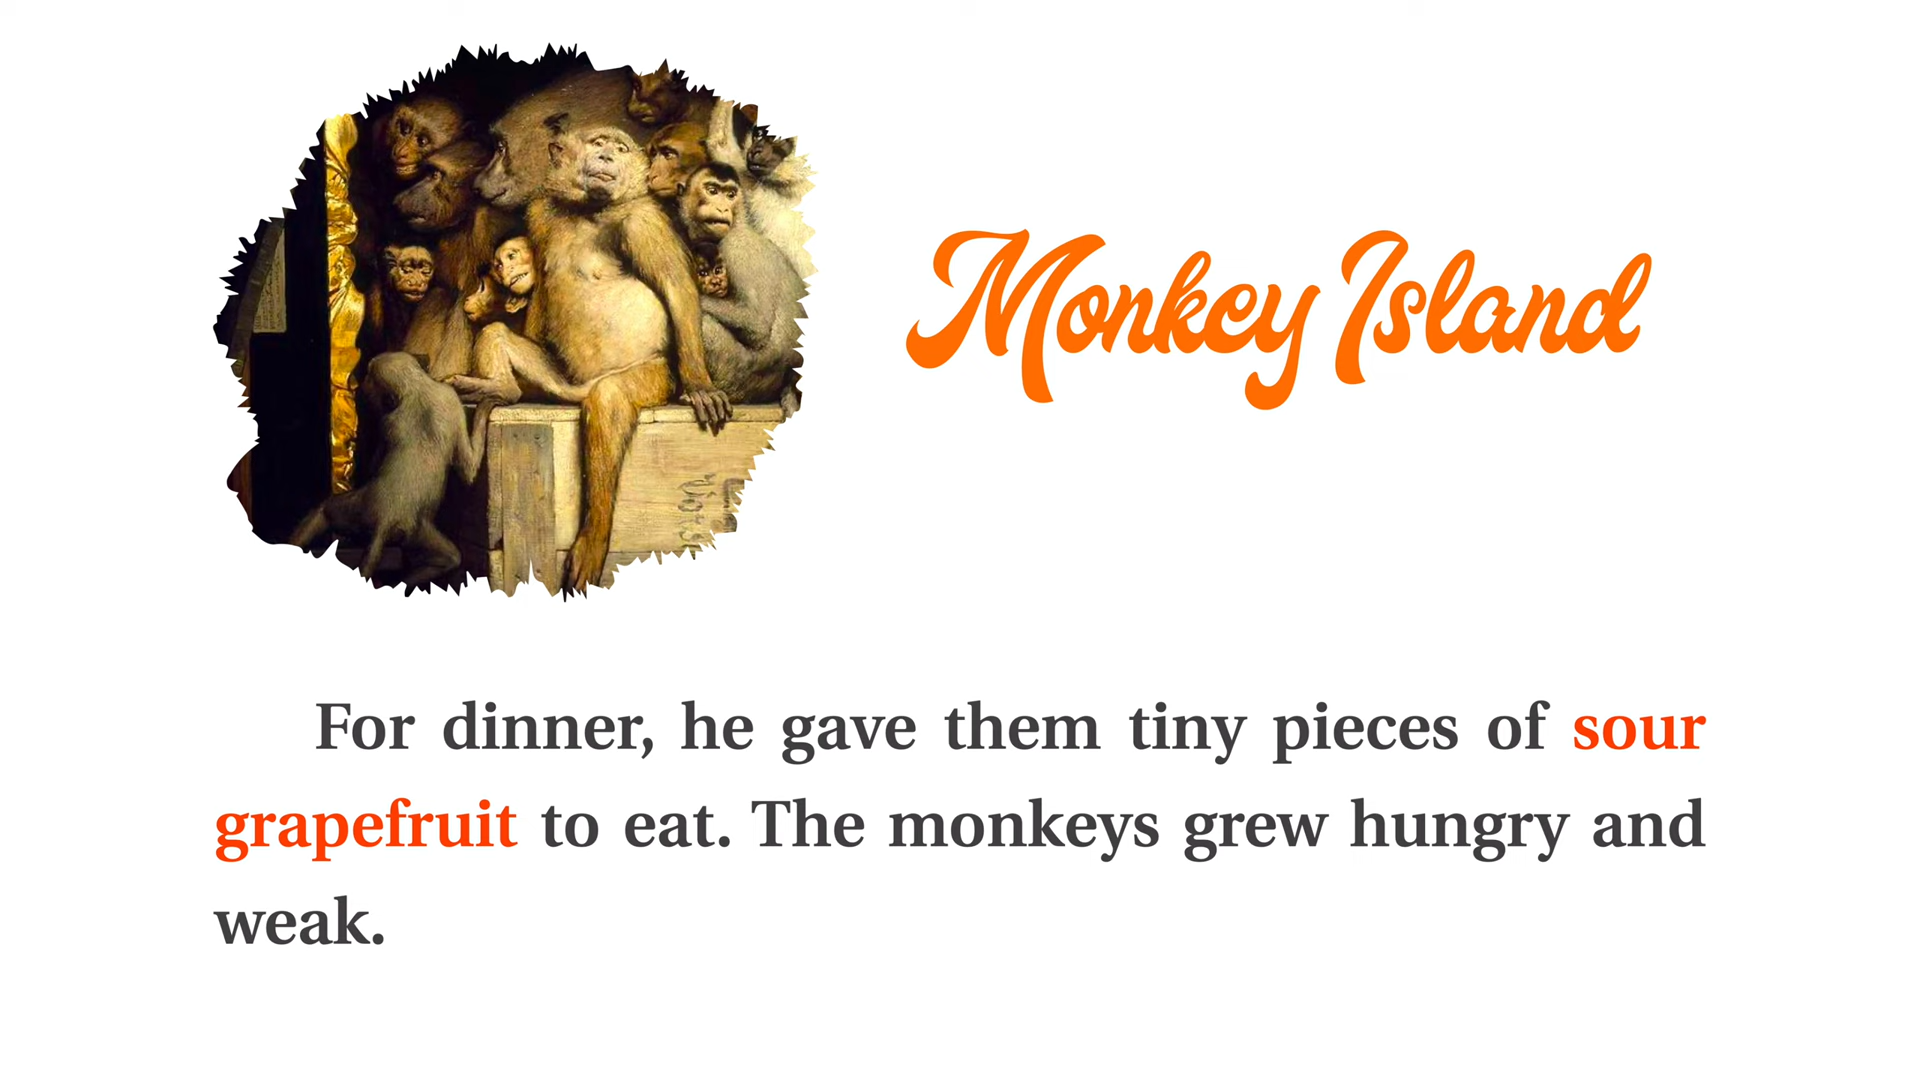 Monkey Island
For dinner, he gave them tiny pieces of sour
grapefruit to eat. The monkeys grew hungry and
weak.